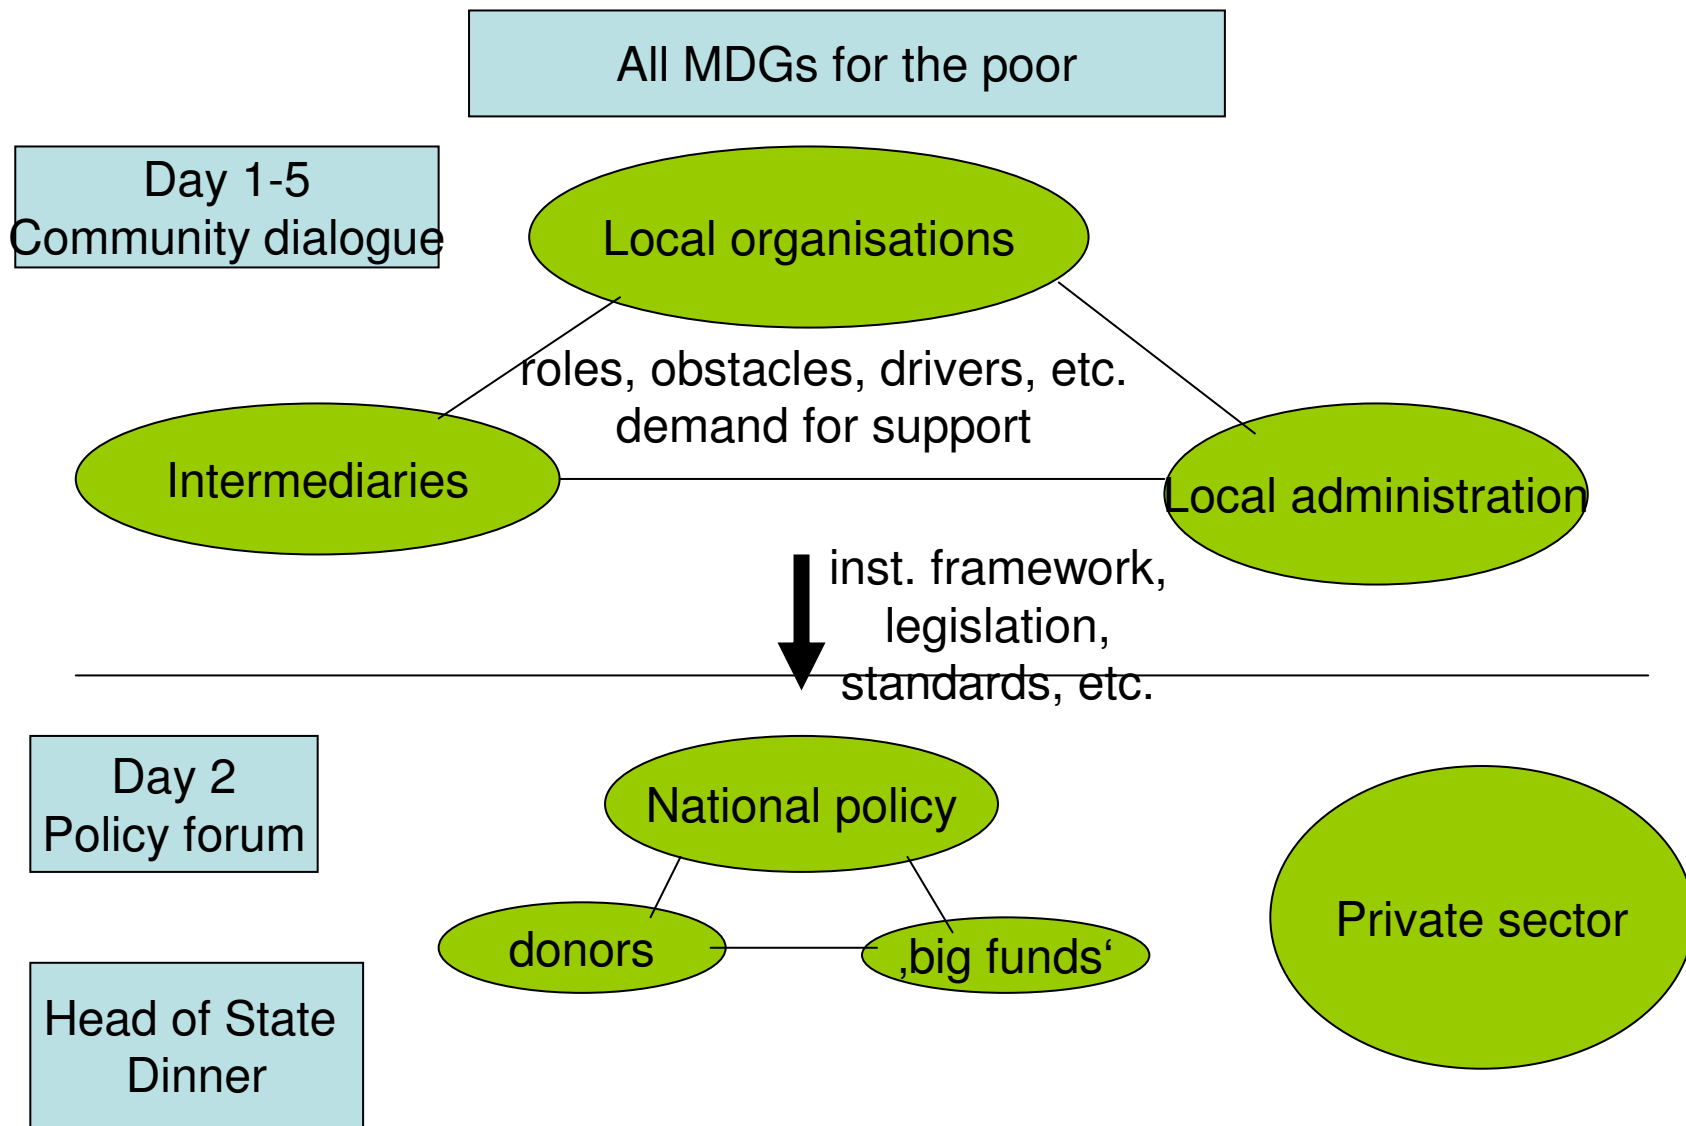 All MDGs for the poor
Day 1-5
Community dialogue
Local organisations
roles, obstacles, drivers, etc.
demand for support
Intermediaries
Local administration
inst. framework,
legislation,
standards, etc.
Day 2
Policy forum
National policy
donors
‚big funds‘
Private sector
Head of State
Dinner